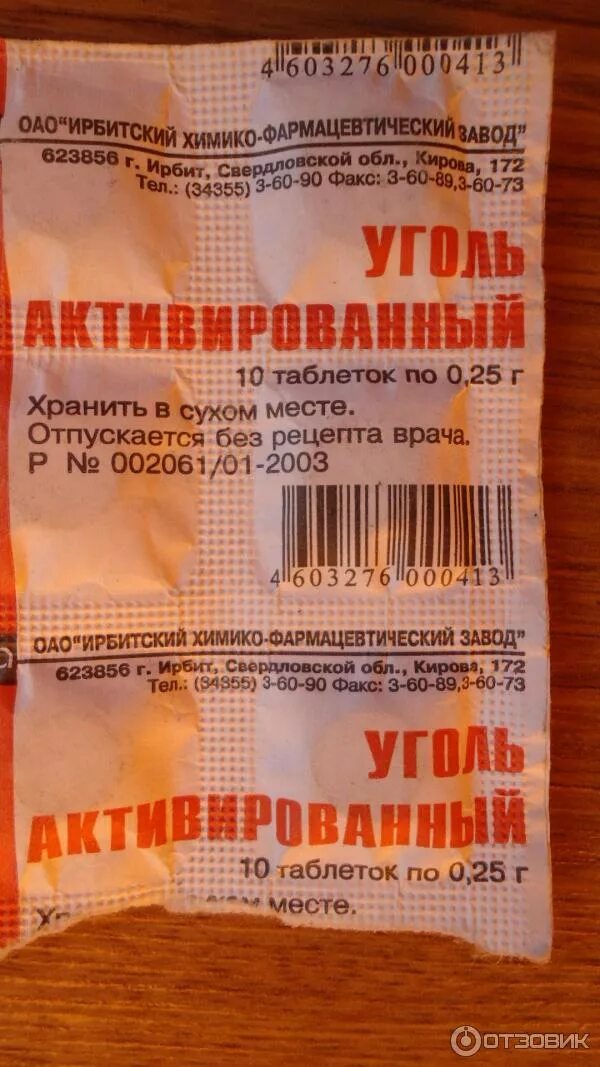 4 603276 000413
ОАО"ИРБИТСКИЙ ХИМИКО-ФАРМАЦЕВТИЧЕСКИЙ ЗАВОД"
623856 г. Ирбит, Свердловской обл., Кирова, 172
Тел.: (34355) 3-60-90 Факс: 3-60-89,3-60-73
УГОЛЬ
АКТИВИРОВАННЫЙ
10 таблеток по 0,25 г
Хранить в сухом месте.
Отпускается без рецепта врача.
Р № 002061/01-2003
4 603276 000413
ОАО"ИРБИТСКИЙ ХИМИКО-ФАРМАЦЕВТИЧЕСКИЙ ЗАВОД"
623856 г. Ирбит, Свердловской обл., Кирова, 172
Тел.: (34355) 3-60-90 Факс: 3-60-89,3-60-73
УГОЛЬ
АКТИВИРОВАННЫЙ
10 таблеток по 0,25 г
месте.
ОТЗОВИК